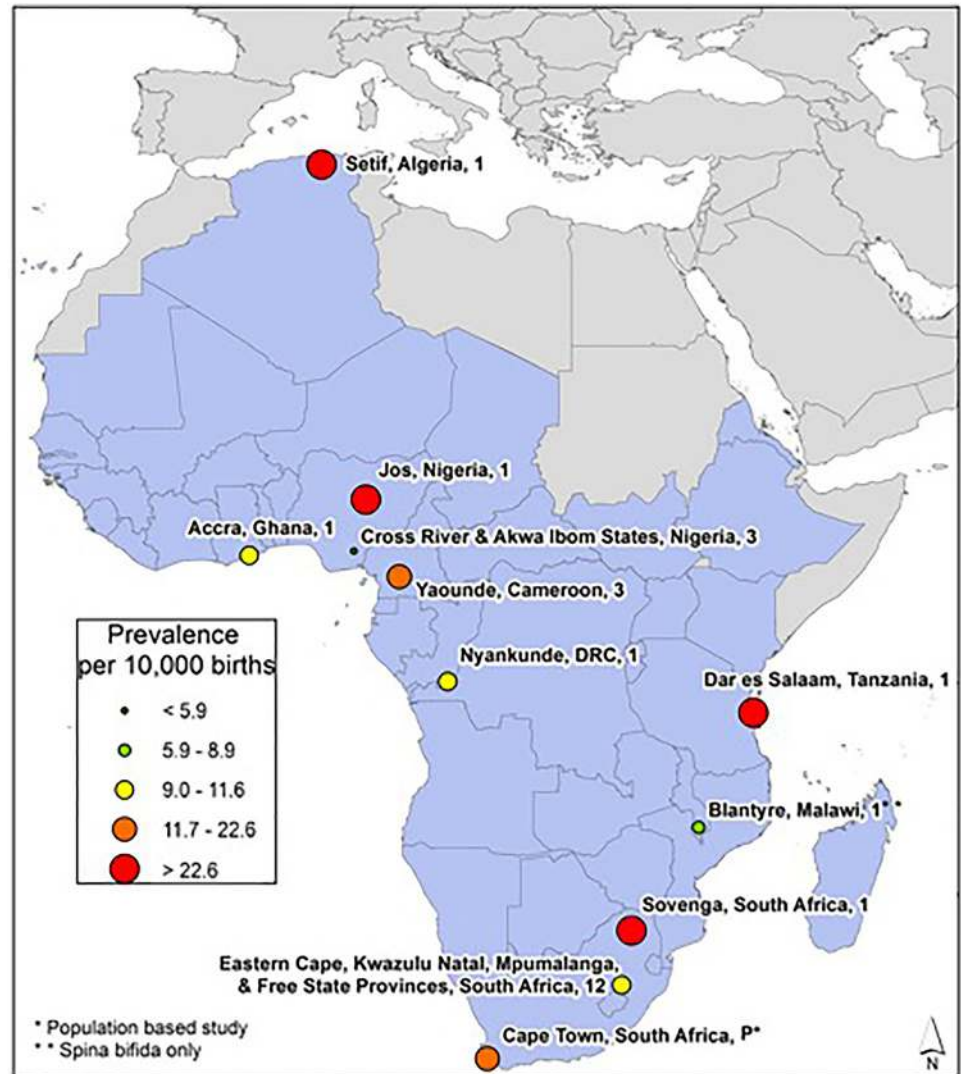 Setif, Algeria, 1
Jos, Nigeria, 1
Accra, Ghana, 1
Cross River & Akwa Ibom States, Nigeria, 3
Yaounde, Cameroon, 3
Nyankunde, DRC, 1
Dar es Salaam, Tanzania, 1
Blantyre, Malawi, 1* *
Sovenga, South Africa, 1
Eastern Cape, Kwazulu Natal, Mpumalanga,
& Free State Provinces, South Africa, 12
Cape Town, South Africa, P*
Prevalence
per 10,000 births
< 5.9
5.9 - 8.9
9.0 - 11.6
11.7 - 22.6
> 22.6
* Population based study
* * Spina bifida only
N